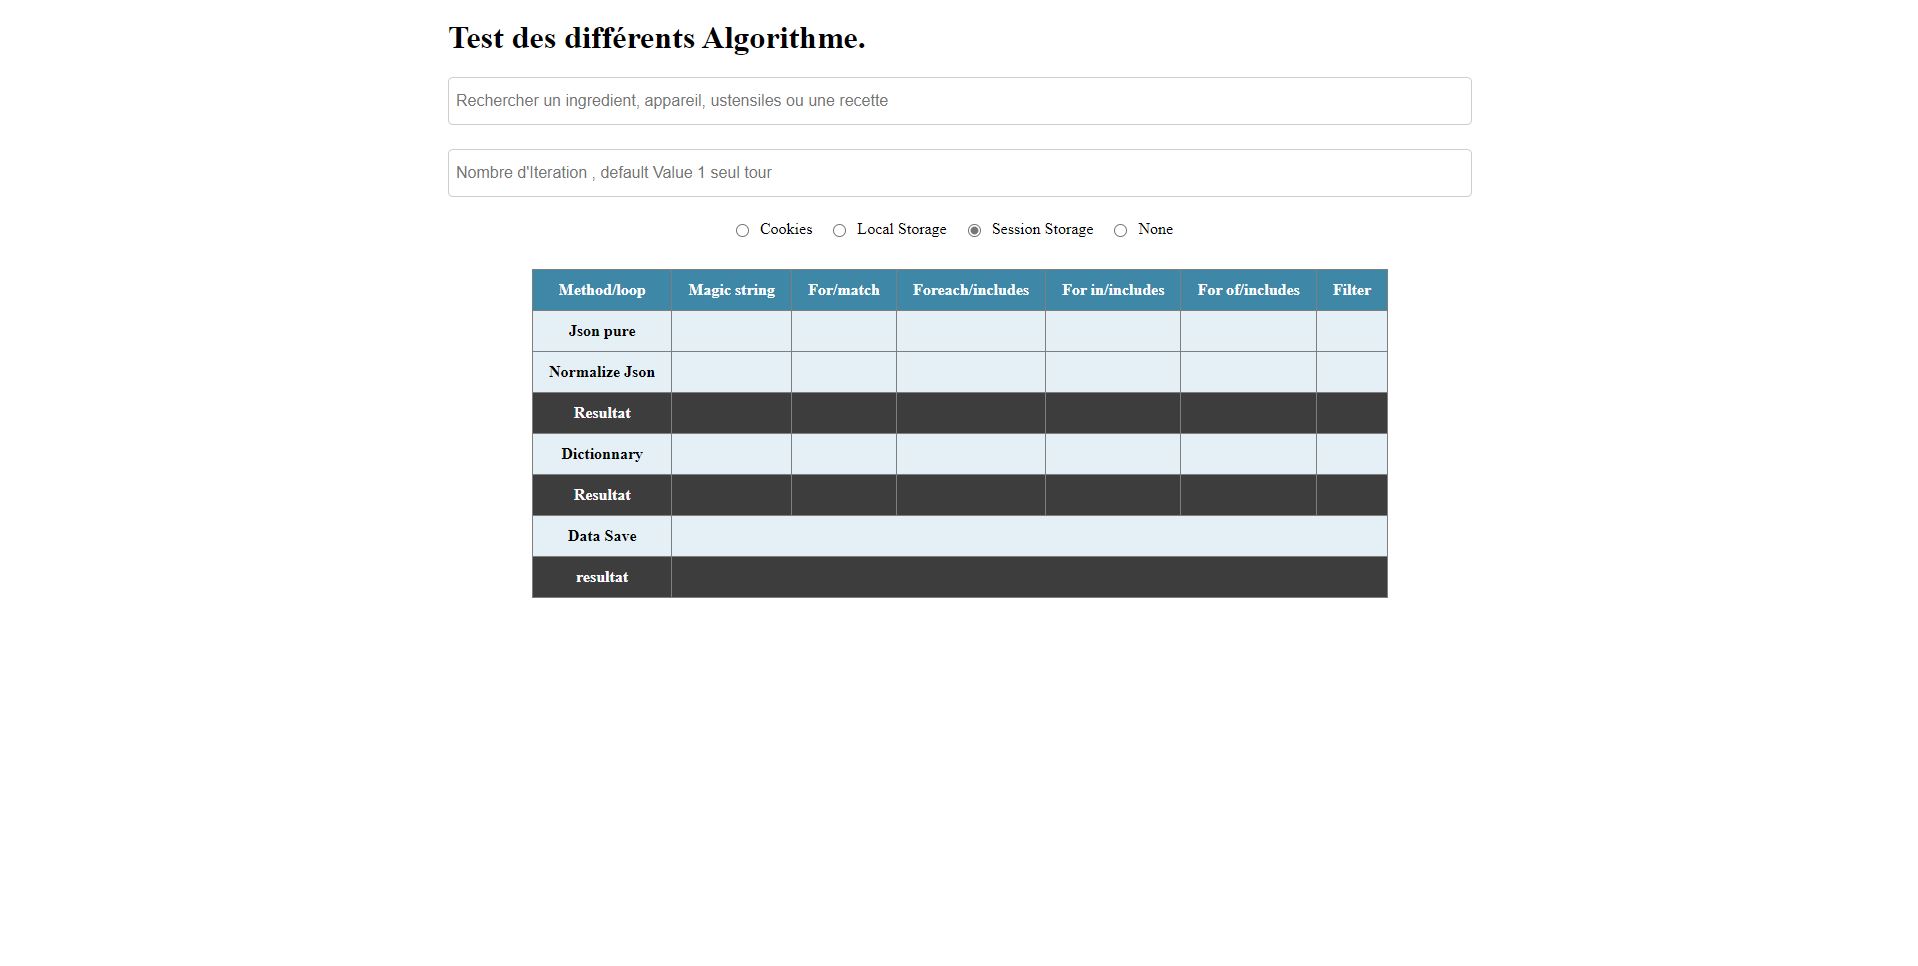 Test des différents Algorithme.
Rechercher un ingredient, appareil, ustensiles ou une recette
Nombre d'Iteration , default Value 1 seul tour
Cookies Local Storage Session Storage None
Method/loop Magic string For/match Foreach/includes For in/includes For of/includes Filter
Json pure
Normalize Json
Resultat
Dictionnary
Resultat
Data Save
resultat